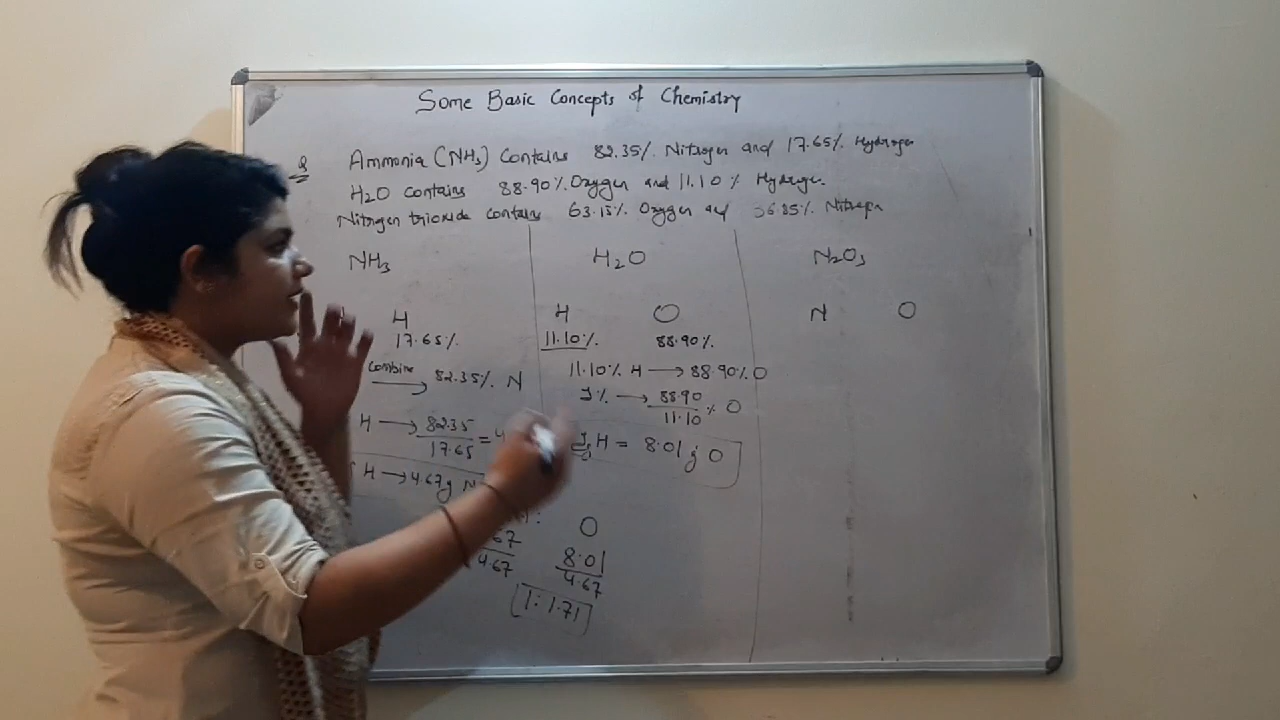 Some Basic Concepts of Chemistry
Q Ammonia (NH3) Contains 82.35%. Nitrogen and 17.65%. Hydrogen
H2O contains 88.90%. Oxygen and 11.10% Hydrogen.
Nitrogen trioxide contains 63.15%. Oxygen and 36.85%. Nitrogen
NH3 H2O N2O3
H H O N O
17.65%. 11.10%. 88.90%.
Combine → 82.35%. N
11.10%. H → 88.90%. O
1%. → 88.90/11.10 % O
H → 82.35/17.65 = 4
1g H = 8.01 g O
H → 4.67g N
: O
67/4.67 8.01/4.67
1 : 1.71